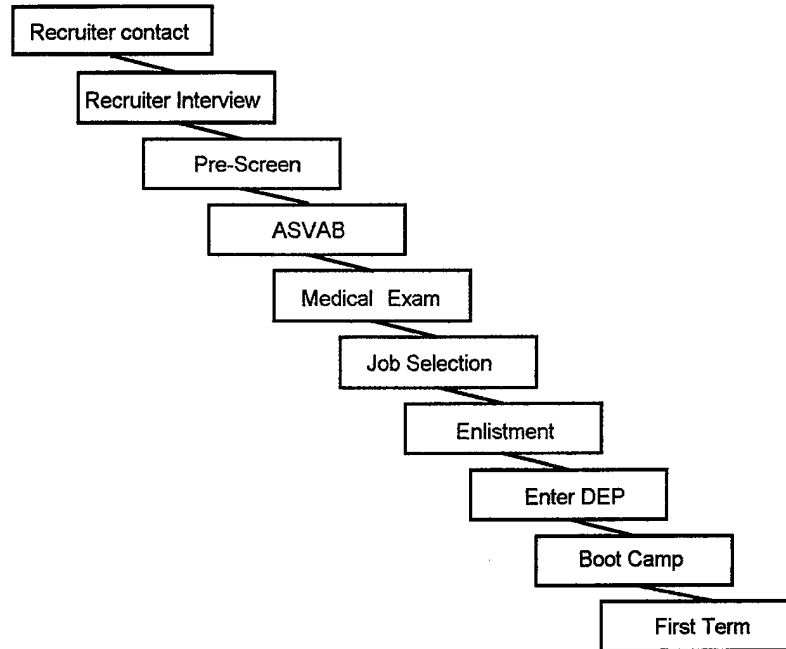 Recruiter contact
Recruiter Interview
Pre-Screen
ASVAB
Medical Exam
Job Selection
Enlistment
Enter DEP
Boot Camp
First Term